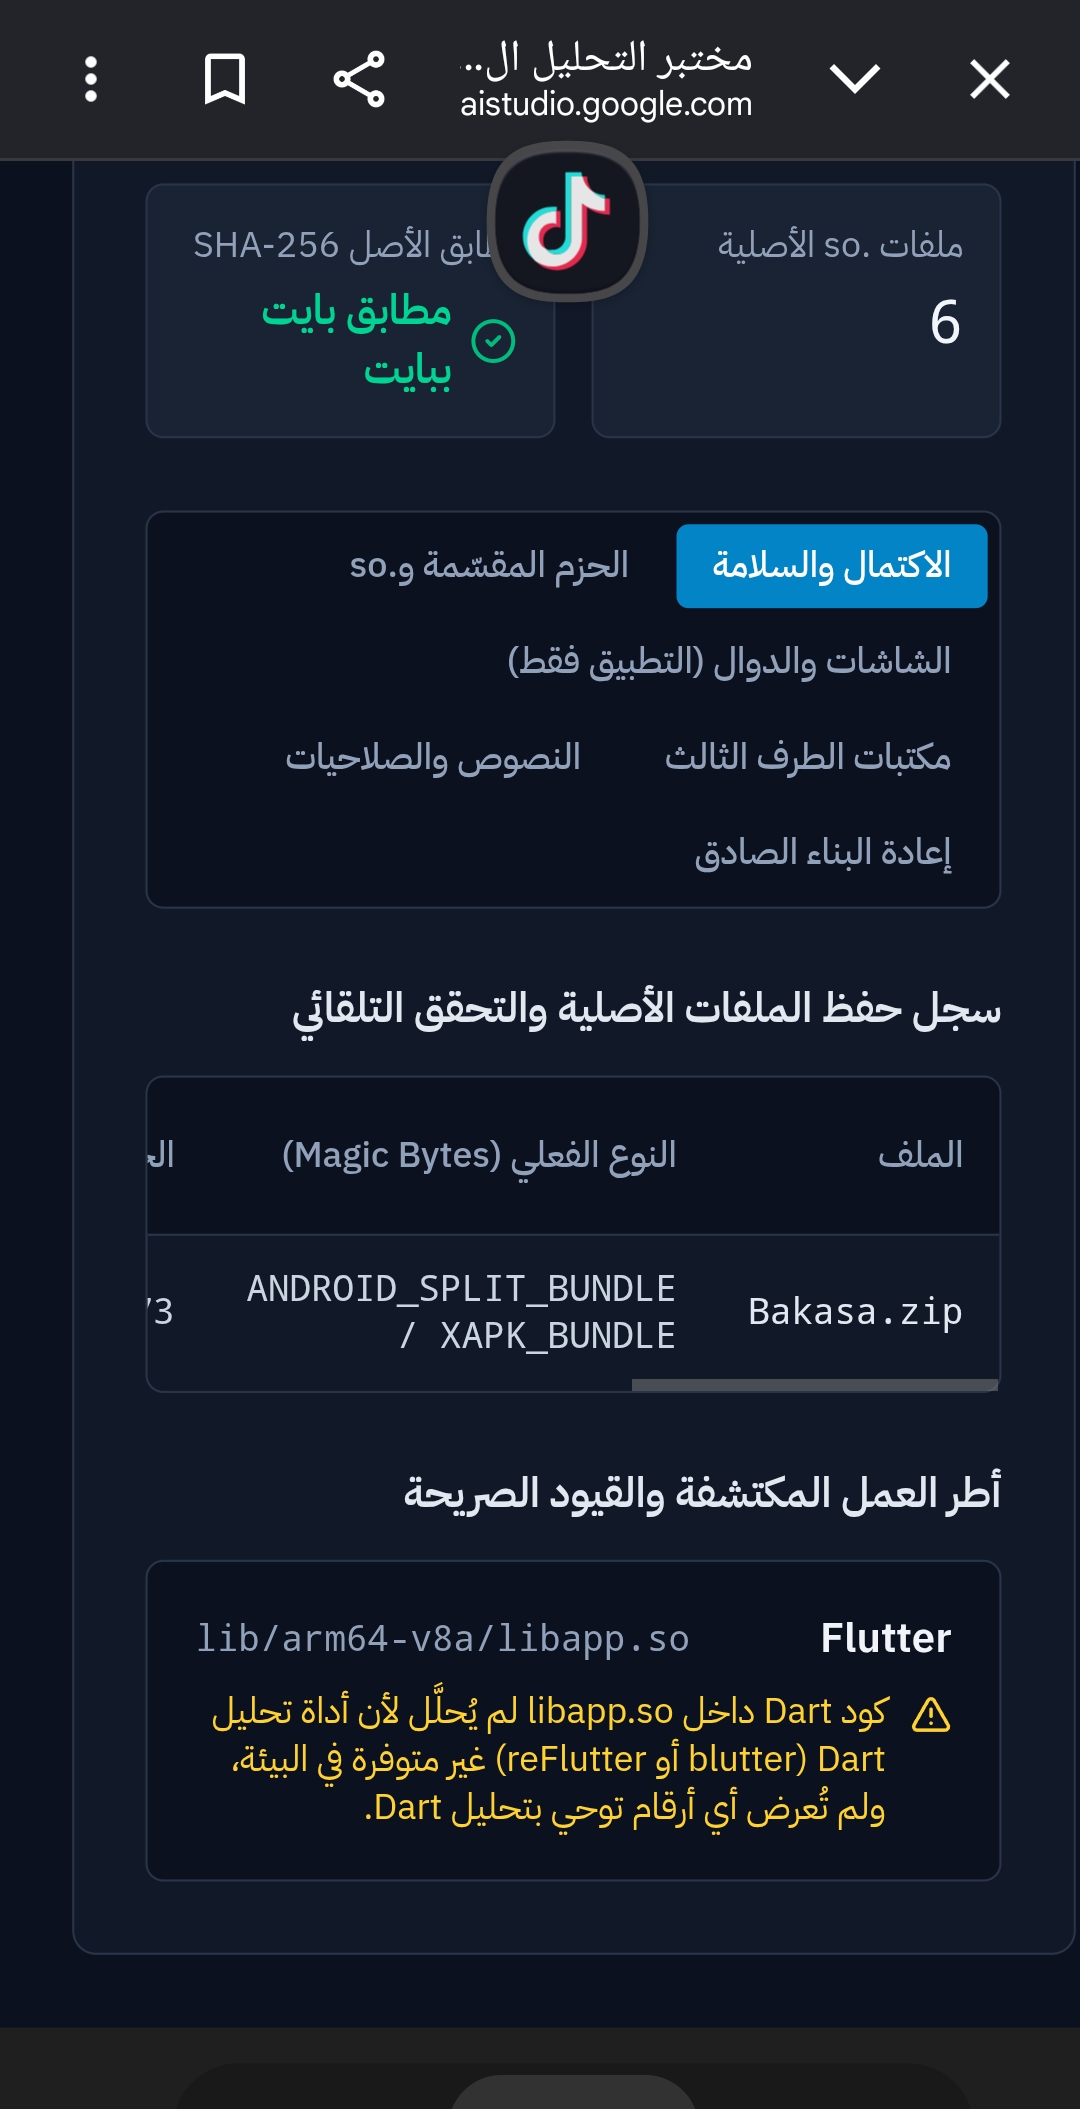 مختبر التحليل ال...
aistudio.google.com
ملفات .so الأصلية
6
SHA-256 الأصل
مطابق بايت
ببايت
الاكتمال والسلامة
الحزم المقسّمة و.so
الشاشات والدوال (التطبيق فقط)
مكتبات الطرف الثالث
النصوص والصلاحيات
إعادة البناء الصادق
سجل حفظ الملفات الأصلية والتحقق التلقائي
الملف
النوع الفعلي (Magic Bytes)
Bakasa.zip
ANDROID_SPLIT_BUNDLE
/ XAPK_BUNDLE
أطر العمل المكتشفة والقيود الصريحة
Flutter
lib/arm64-v8a/libapp.so
كود Dart داخل libapp.so لم يُحلَّل لأن أداة تحليل
Dart (blutter أو reFlutter) غير متوفرة في البيئة،
ولم تُعرض أي أرقام توحي بتحليل Dart.